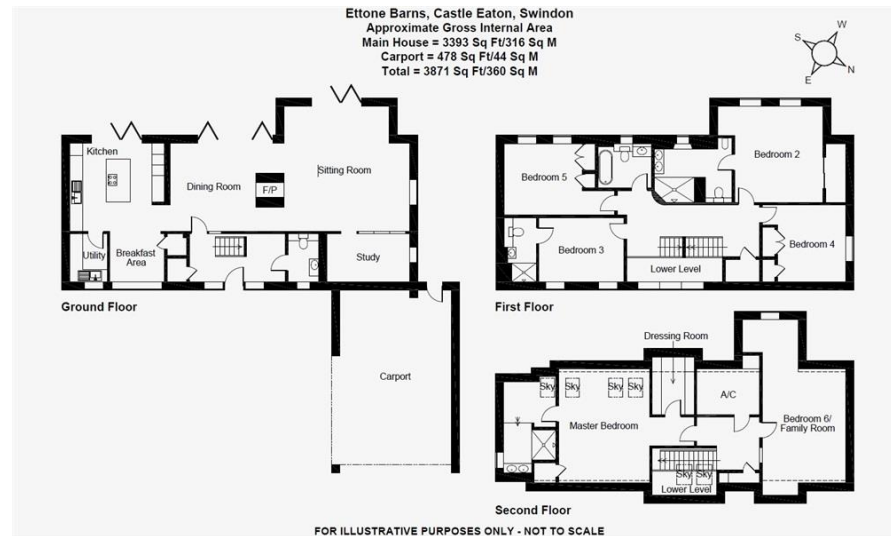 Ettone Barns, Castle Eaton, Swindon
Approximate Gross Internal Area
Main House = 3393 Sq Ft/316 Sq M
Carport = 478 Sq Ft/44 Sq M
Total = 3871 Sq Ft/360 Sq M
W
S
N
E
Kitchen
Dining Room
F/P
Sitting Room
Utility
Breakfast
Area
Study
Ground Floor
Carport
Bedroom 5
Bedroom 2
Bedroom 3
Bedroom 4
Lower Level
First Floor
Dressing Room
Sky
Sky
Sky
Sky
A/C
Master Bedroom
Bedroom 6/
Family Room
Sky
Sky
Lower Level
Second Floor
FOR ILLUSTRATIVE PURPOSES ONLY - NOT TO SCALE